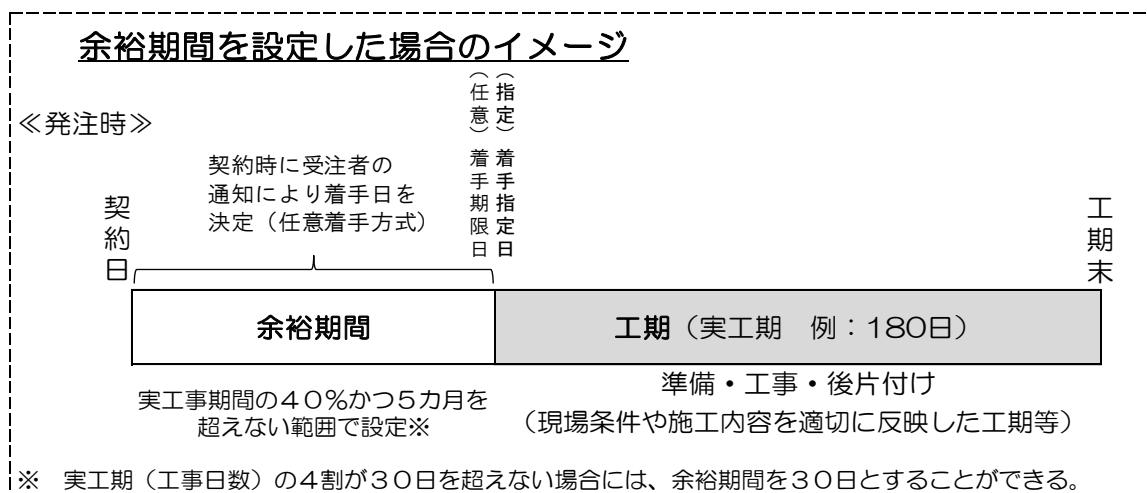 余裕期間を設定した場合のイメージ
≪発注時≫
契約日
契約時に受注者の
通知により着手日を
決定（任意着手方式）
（任意）着手期限日
（指定）着手指定日
工期末
余裕期間
工期（実工期　例：１８０日）
実工事期間の４０％かつ５カ月を
超えない範囲で設定※
準備・工事・後片付け
（現場条件や施工内容を適切に反映した工期等）
※　実工期（工事日数）の４割が３０日を超えない場合には、余裕期間を３０日とすることができる。